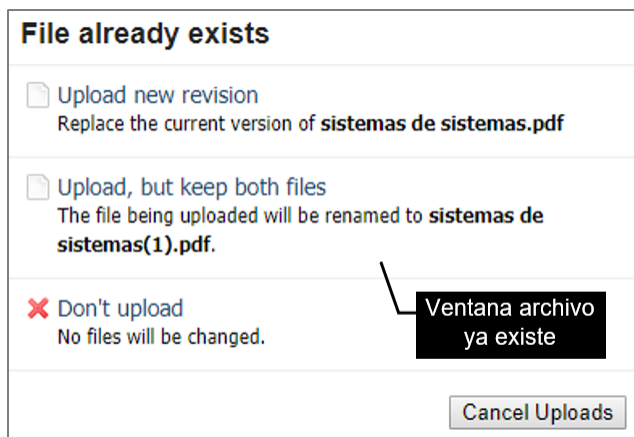 File already exists
Upload new revision
Replace the current version of sistemas de sistemas.pdf
Upload, but keep both files
The file being uploaded will be renamed to sistemas de
sistemas(1).pdf.
Don't upload
No files will be changed.
Ventana archivo
ya existe
Cancel Uploads